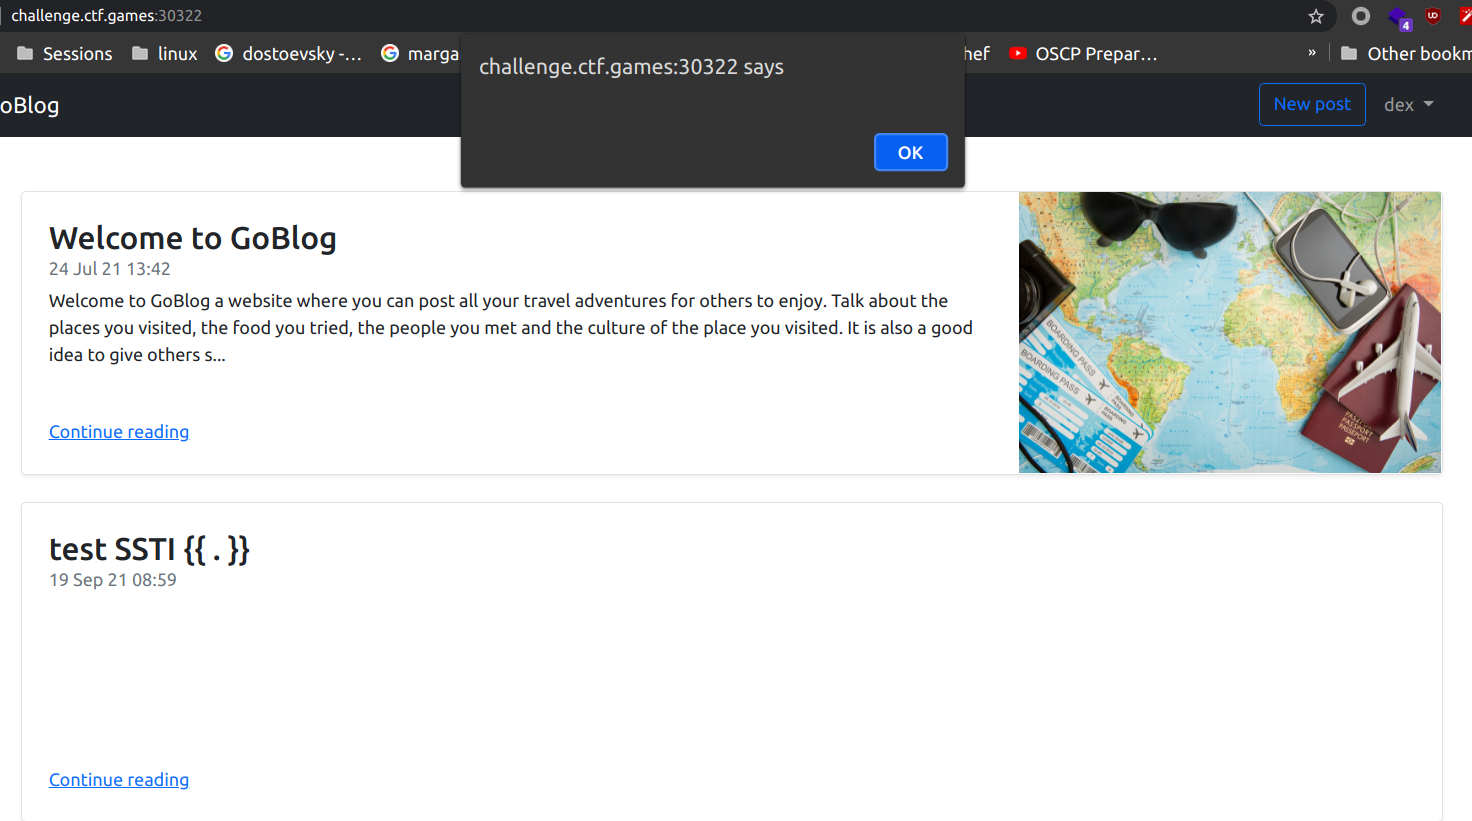 challenge.ctf.games:30322
4
Sessions linux dostoevsky -... marga hef OSCP Prepar... » Other bookm
challenge.ctf.games:30322 says
OK
oBlog New post dex
Welcome to GoBlog
24 Jul 21 13:42
Welcome to GoBlog a website where you can post all your travel adventures for others to enjoy. Talk about the
places you visited, the food you tried, the people you met and the culture of the place you visited. It is also a good
idea to give others s...
Continue reading
BOARDING PASS
BOARDING PASS
BOARDING PASS
PASSPORT
PASSEPORT
test SSTI {{ . }}
19 Sep 21 08:59
Continue reading